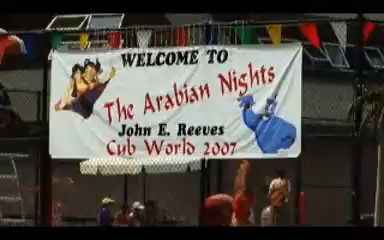 WELCOME TO
The Arabian Nights
John E. Reeves
Cub World 2007